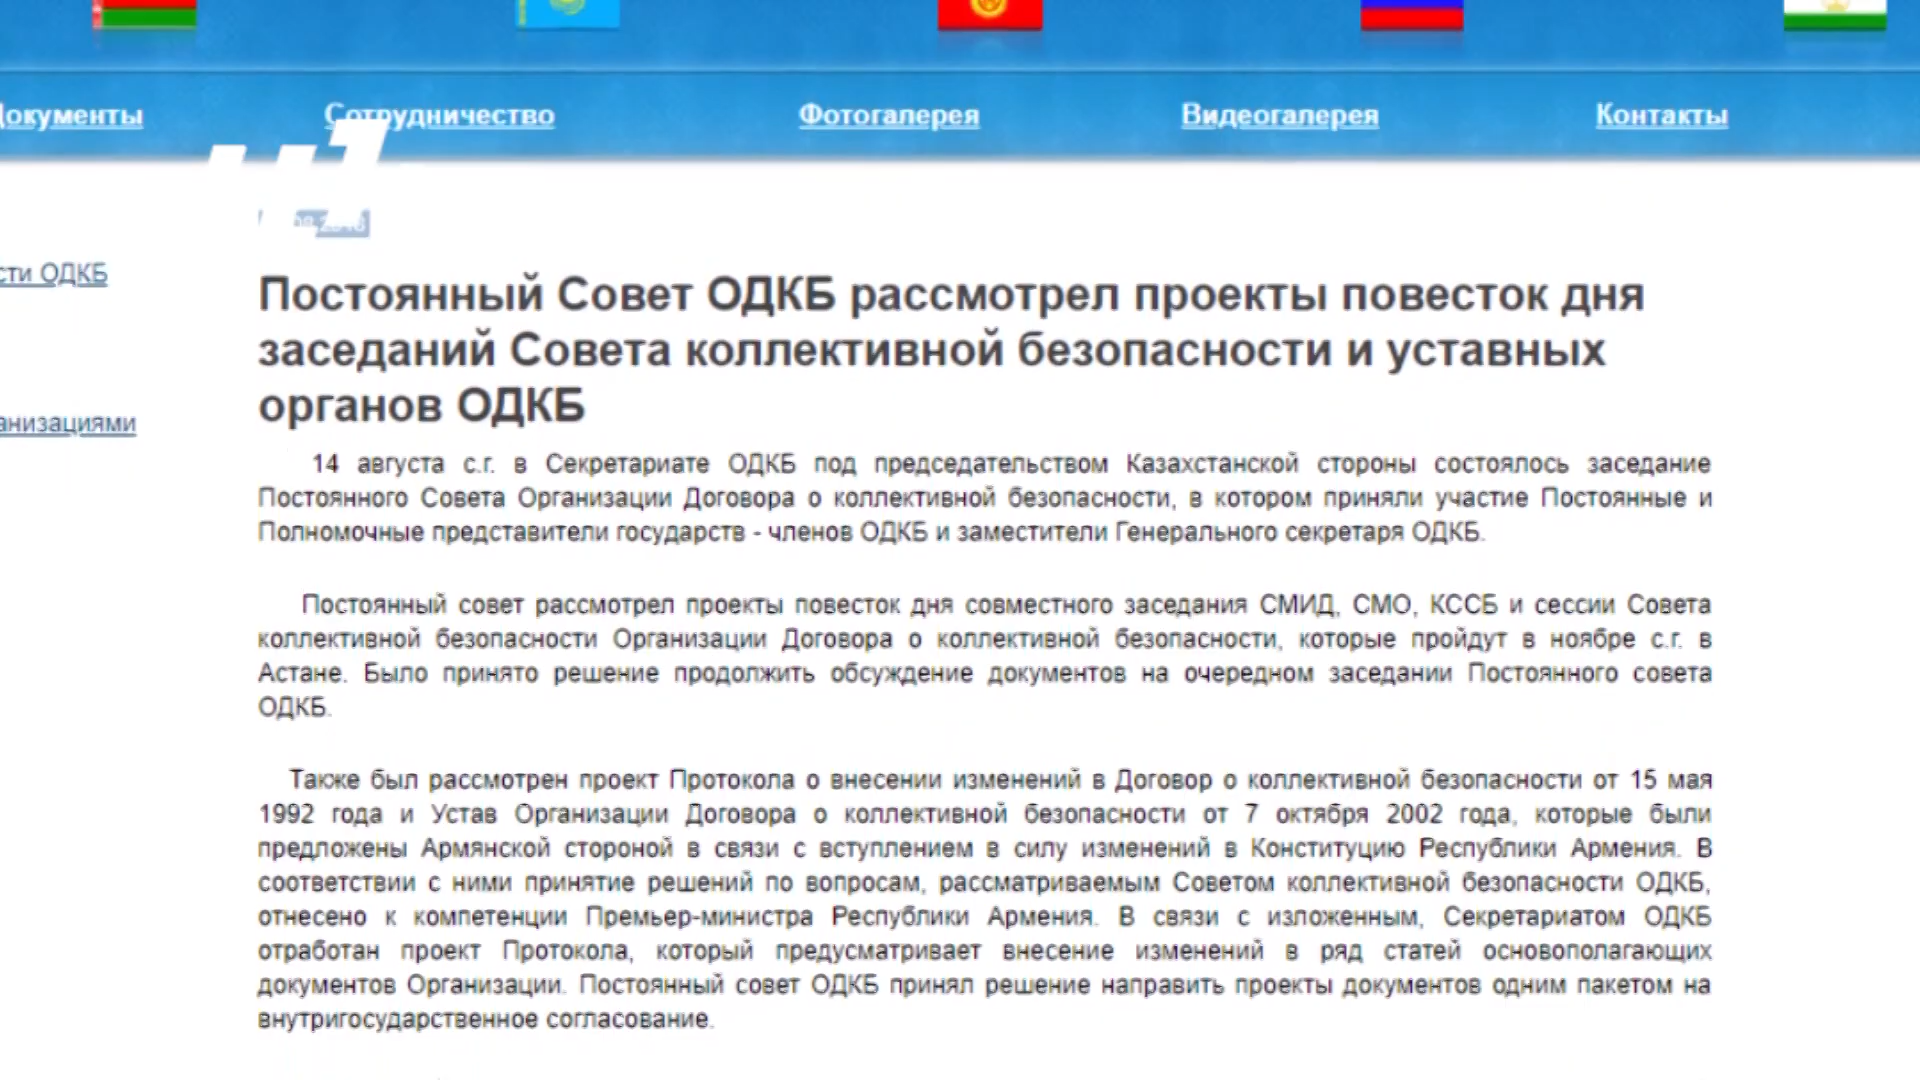 Документы Сотрудничество Фотогалерея Видеогалерея Контакты
ОДКБ
Постоянный Совет ОДКБ рассмотрел проекты повесток дня
заседаний Совета коллективной безопасности и уставных
органов ОДКБ
14 августа с.г. в Секретариате ОДКБ под председательством Казахстанской стороны состоялось заседание
Постоянного Совета Организации Договора о коллективной безопасности, в котором приняли участие Постоянные и
Полномочные представители государств - членов ОДКБ и заместители Генерального секретаря ОДКБ.
Постоянный совет рассмотрел проекты повесток дня совместного заседания СМИД, СМО, КССБ и сессии Совета
коллективной безопасности Организации Договора о коллективной безопасности, которые пройдут в ноябре с.г. в
Астане. Было принято решение продолжить обсуждение документов на очередном заседании Постоянного совета
ОДКБ.
Также был рассмотрен проект Протокола о внесении изменений в Договор о коллективной безопасности от 15 мая
1992 года и Устав Организации Договора о коллективной безопасности от 7 октября 2002 года, которые были
предложены Армянской стороной в связи с вступлением в силу изменений в Конституцию Республики Армения. В
соответствии с ними принятие решений по вопросам, рассматриваемым Советом коллективной безопасности ОДКБ,
отнесено к компетенции Премьер-министра Республики Армения. В связи с изложенным, Секретариатом ОДКБ
отработан проект Протокола, который предусматривает внесение изменений в ряд статей основополагающих
документов Организации. Постоянный совет ОДКБ принял решение направить проекты документов одним пакетом на
внутригосударственное согласование.